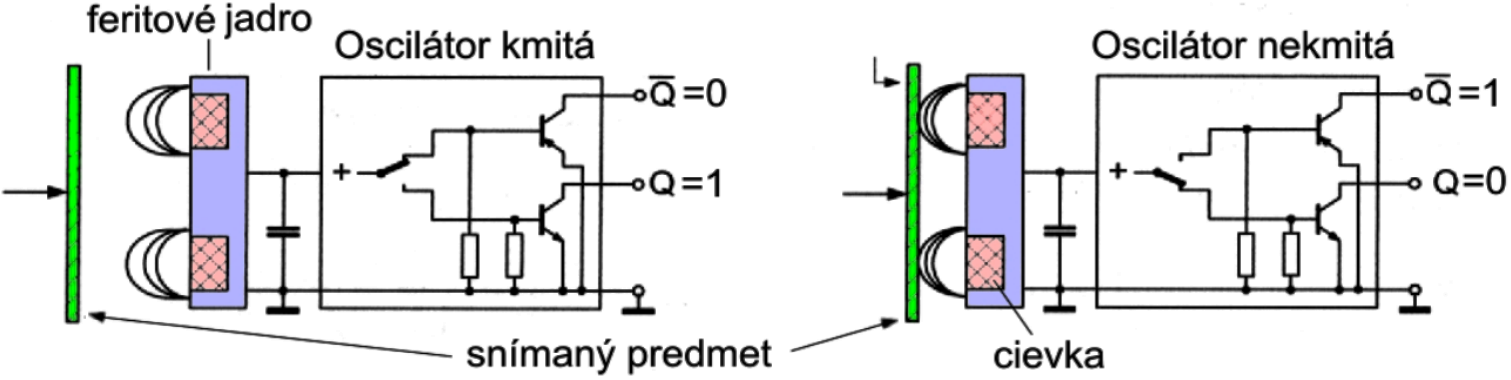 feritové jadro
Oscilátor kmitá
Q̅=0
+
Q=1
Oscilátor nekmitá
Q̅=1
+
Q=0
snímaný predmet
cievka